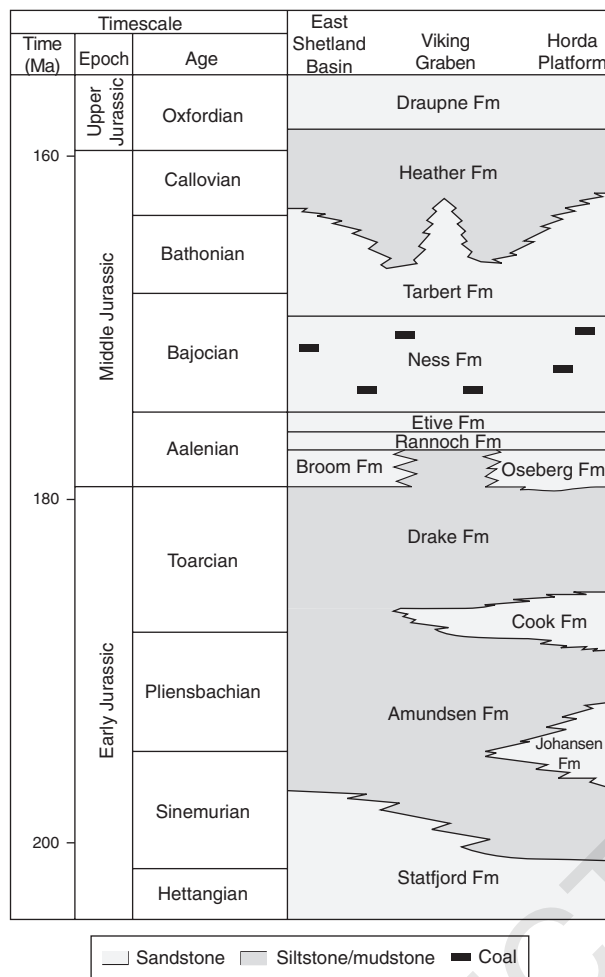 Timescale
East
Shetland
Basin
Viking
Graben
Horda
Platform
Time
(Ma)
Epoch
Age
Upper
Jurassic
Oxfordian
Draupne Fm
160
Callovian
Heather Fm
Middle Jurassic
Bathonian
Tarbert Fm
Bajocian
Ness Fm
Aalenian
Etive Fm
Rannoch Fm
Broom Fm
Oseberg Fm
180
Early Jurassic
Toarcian
Drake Fm
Cook Fm
Pliensbachian
Amundsen Fm
Johansen
Fm
Sinemurian
200
Statfjord Fm
Hettangian
Sandstone
Siltstone/mudstone
Coal